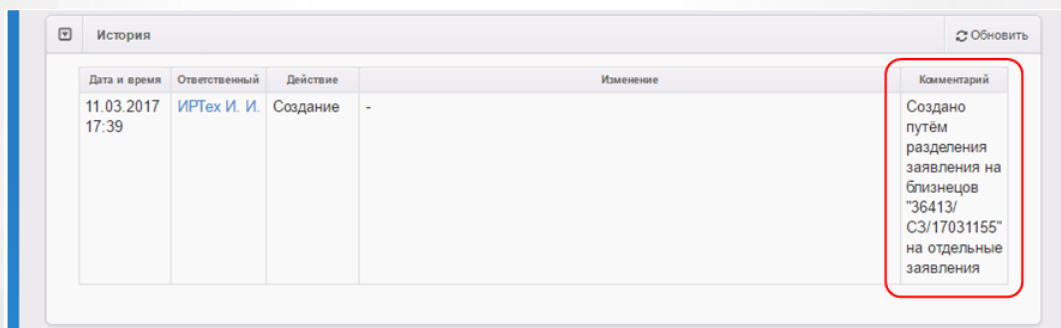 История
Обновить
Дата и время Ответственный Действие Изменение Комментарий
11.03.2017 ИРТех И. И. Создание - Создано
17:39 путём
разделения
заявления на
близнецов
"36413/
СЗ/17031155"
на отдельные
заявления